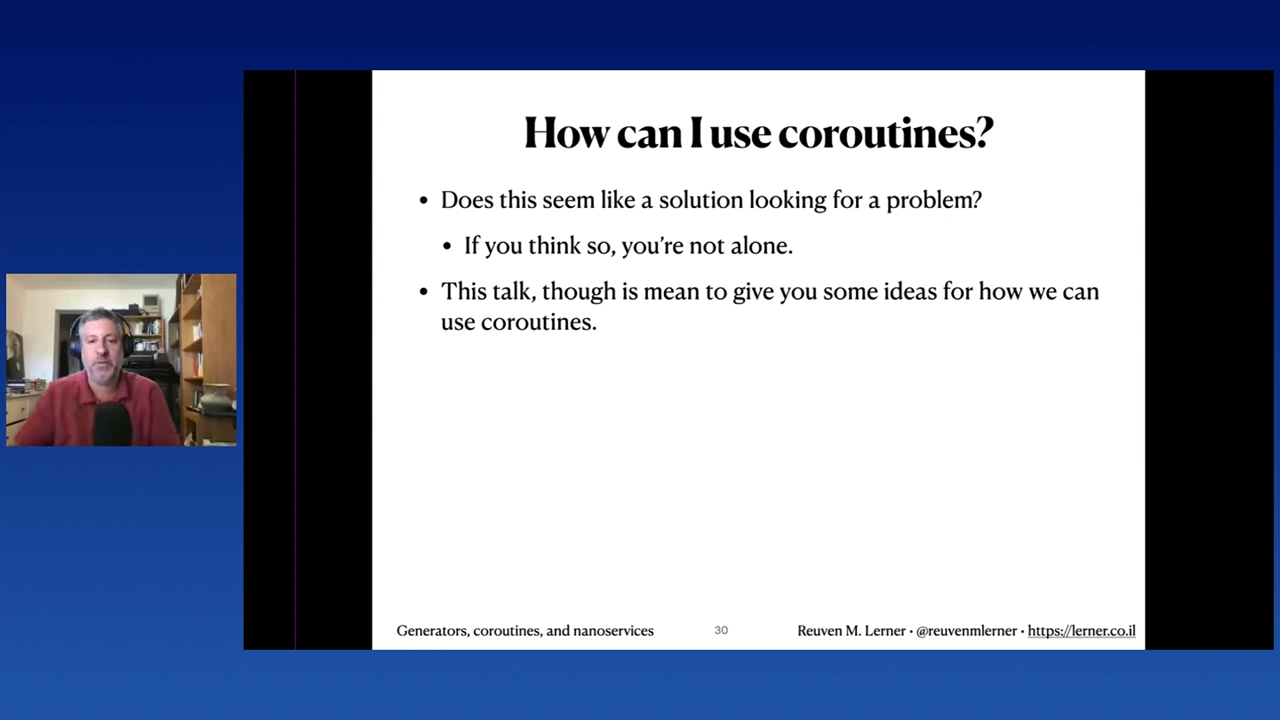 How can I use coroutines?
• Does this seem like a solution looking for a problem?
• If you think so, you're not alone.
• This talk, though is mean to give you some ideas for how we can
use coroutines.
Generators, coroutines, and nanoservices
30
Reuven M. Lerner • @reuvenmlerner • https://lerner.co.il